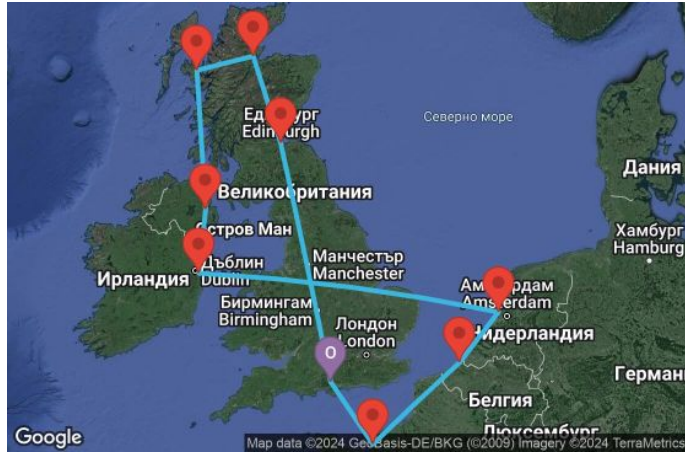 Единбург
Edinburgh
Северно море
Дания
Великобритания
Остров Ман
Хамбург
Hamburg
Дъблин
Dublin
Ирландия
Манчестър
Manchester
Амстердам
Amsterdam
Бирмингам
Birmingham
Лондон
London
Нидерландия
O
Белгия
Герман
Люксембург
Google
Map data ©2024 GeoBasis-DE/BKG (©2009) Imagery ©2024 TerraMetrics